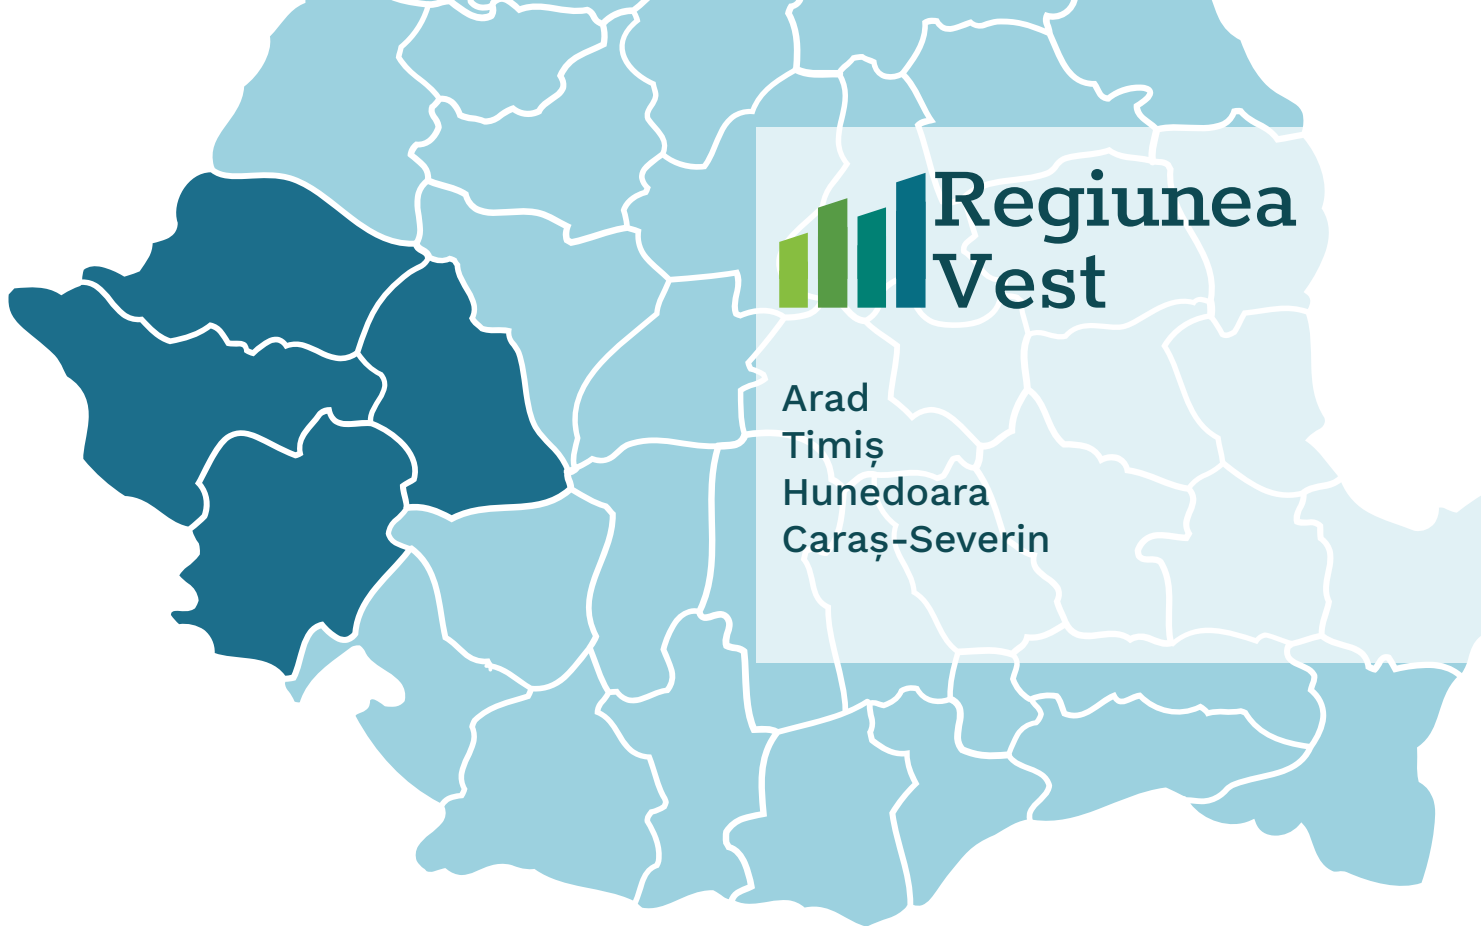 Regiunea
Vest
Arad
Timiș
Hunedoara
Caraș-Severin